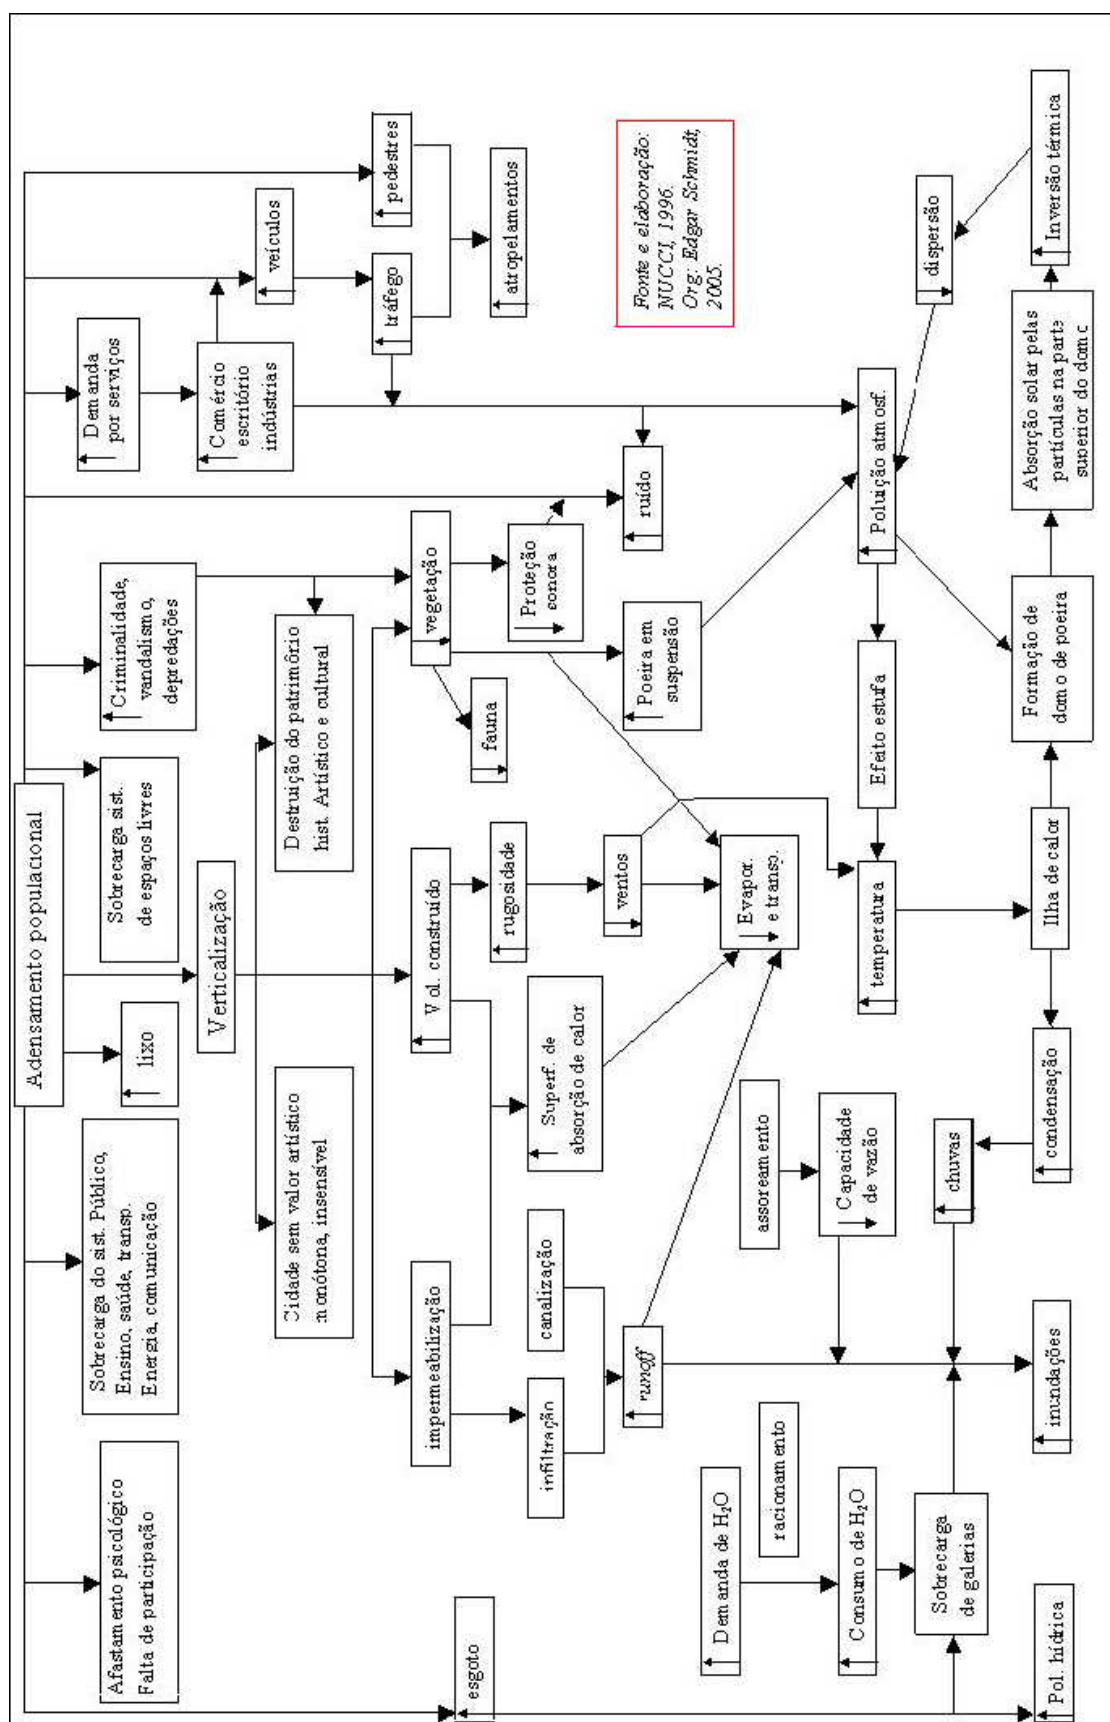 Adensamento populacional
Afastamento psicológico
Falta de participação
Sobrecarga do sist. Público,
Ensino, saúde, transp.
Energia, comunicação
lixo
Sobrecarga sist.
de espaços livres
Criminalidade,
vandalismo,
depredações
Demanda
por serviços
Verticalização
Comércio
escritório
indústrias
veículos
pedestres
Cidade sem valor artístico
monótona, insensível
Destruição do patrimório
hist. Artístico e cultural
tráfego
impermeabilização
Vol. construído
vegetação
esgoto
fauna
rugosidade
atropelamentos
infiltração
canalização
Superf. de
absorção de calor
Proteção
sonora
runoff
ventos
Poeira em
suspensão
ruído
Fonte e elaboração:
NUCCI, 1996.
Org: Edgar Schmidt,
2005.
Demanda de H2O
racionamento
assoreamento
Evapor.
e transp.
Consumo de H2O
Capacidade
de vazão
temperatura
Efeito estufa
Poluição atmosf.
dispersão
Sobrecarga
de galerias
chuvas
Pol. hídrica
inundações
condensação
Ilha de calor
Formação de
domo de poeira
Absorção solar pelas
partículas na parte
superior do domo
Inversão térmica